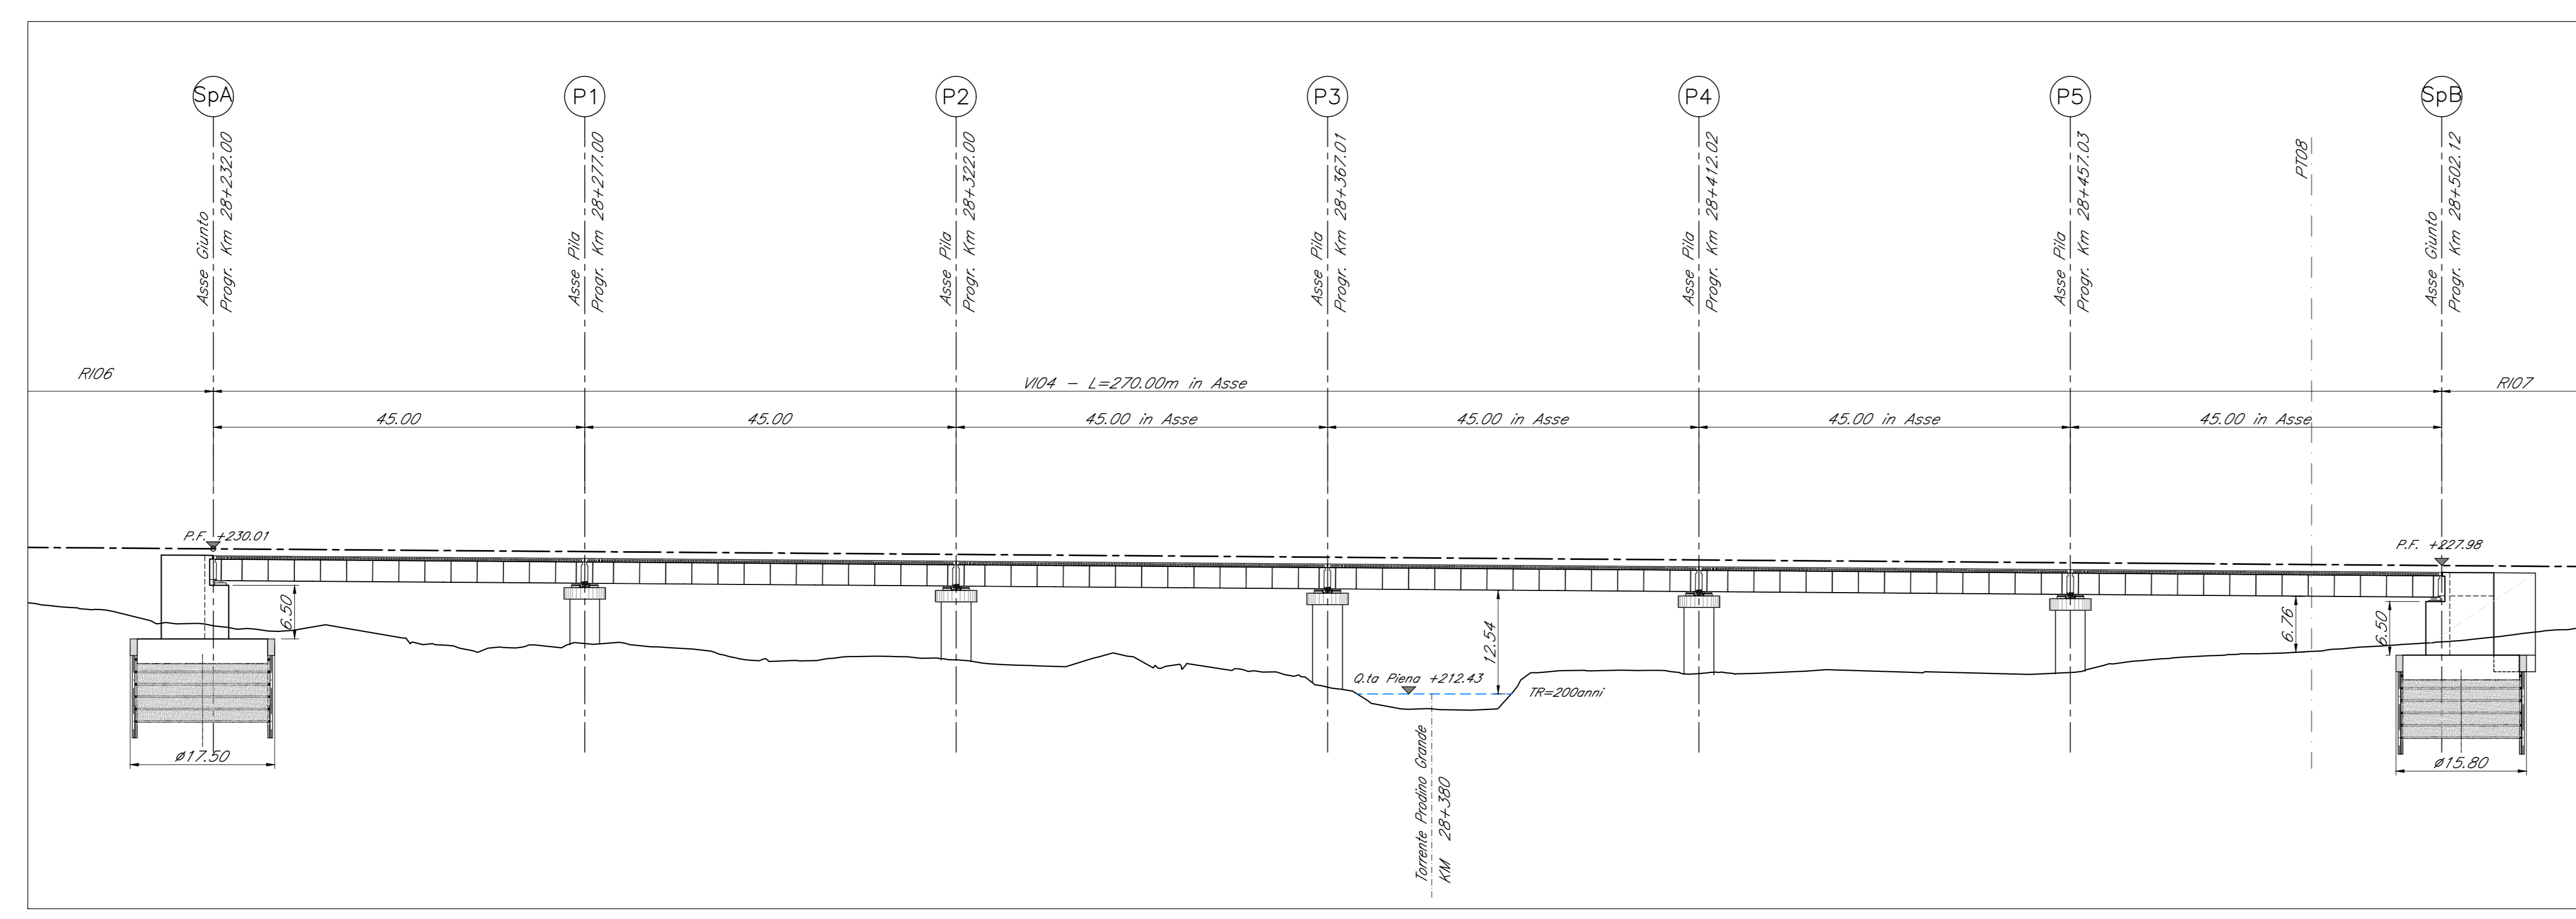 SpA
P1
P2
P3
P4
P5
SpB
Asse Giunto
Progr. Km 28+232.00
Asse Pila
Progr. Km 28+277.00
Asse Pila
Progr. Km 28+322.00
Asse Pila
Progr. Km 28+367.01
Asse Pila
Progr. Km 28+412.02
Asse Pila
Progr. Km 28+457.03
PT08
Asse Giunto
Progr. Km 28+502.12
RI06
VI04 - L=270.00m in Asse
RI07
45.00
45.00
45.00 in Asse
45.00 in Asse
45.00 in Asse
45.00 in Asse
P.F. +230.01
P.F. +227.98
6.50
12.54
6.76
6.50
Q.ta Piena +212.43
TR=200anni
ø17.50
ø15.80
Torrente Prodino Grande
KM 28+380